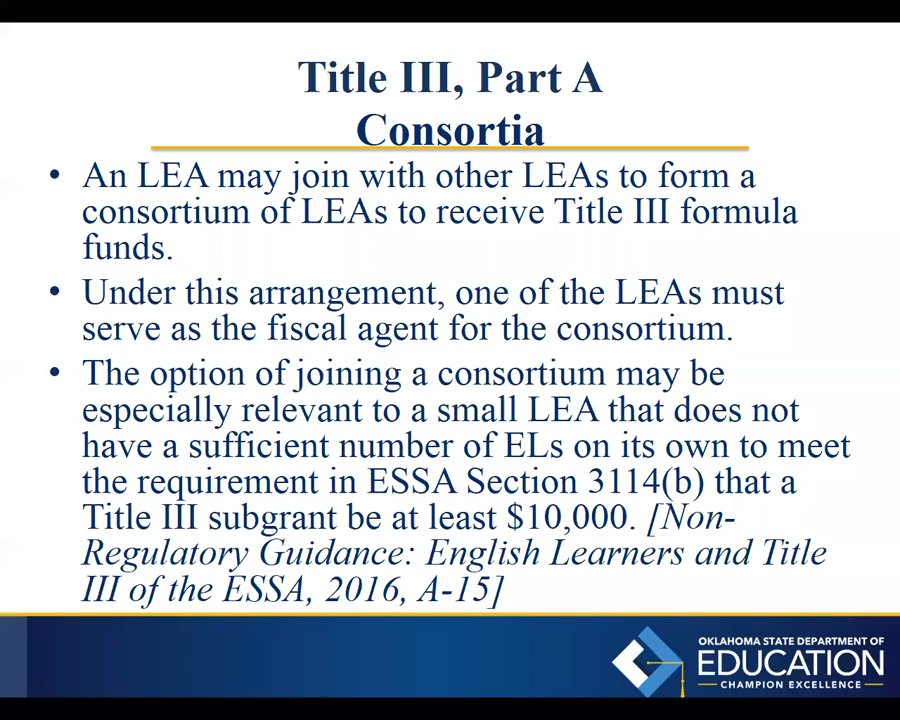 Title III, Part A
Consortia
• An LEA may join with other LEAs to form a
consortium of LEAs to receive Title III formula
funds.
• Under this arrangement, one of the LEAs must
serve as the fiscal agent for the consortium.
• The option of joining a consortium may be
especially relevant to a small LEA that does not
have a sufficient number of ELs on its own to meet
the requirement in ESSA Section 3114(b) that a
Title III subgrant be at least $10,000. [Non-
Regulatory Guidance: English Learners and Title
III of the ESSA, 2016, A-15]
OKLAHOMA STATE DEPARTMENT OF
EDUCATION
CHAMPION EXCELLENCE